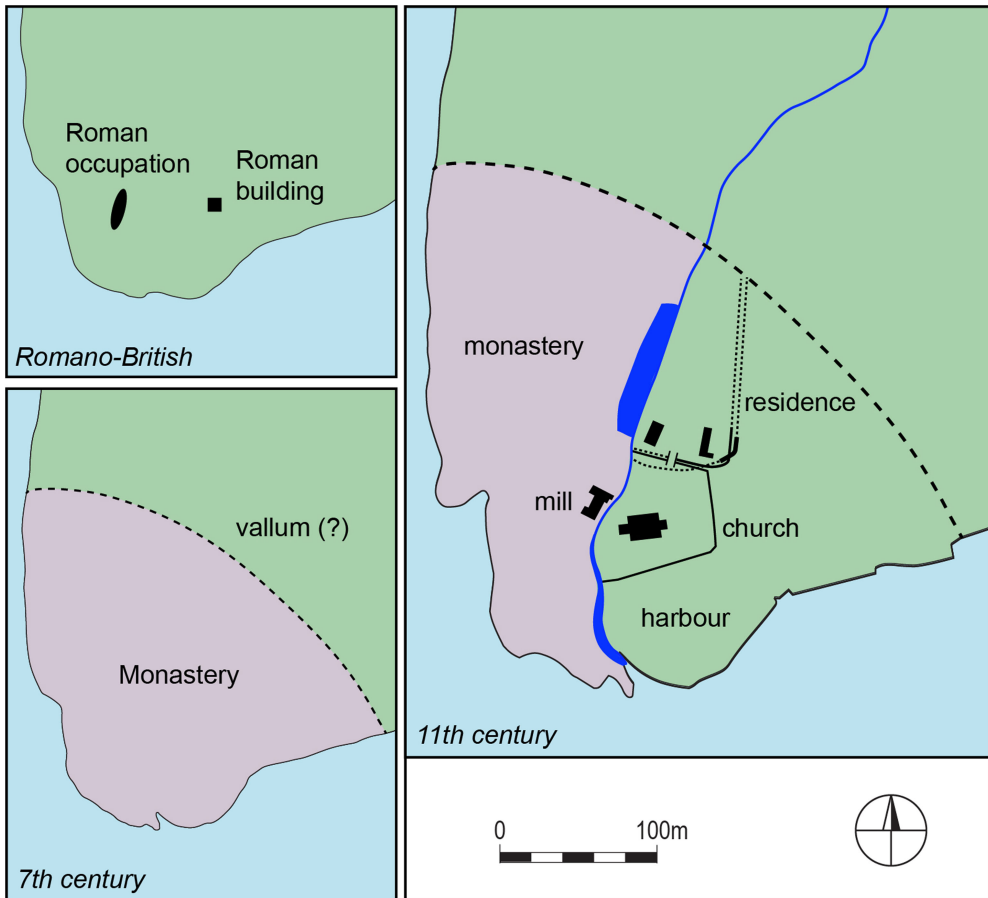 Roman
occupation
Roman
building
Romano-British
vallum (?)
Monastery
7th century
monastery
residence
mill
church
harbour
11th century
0
100m